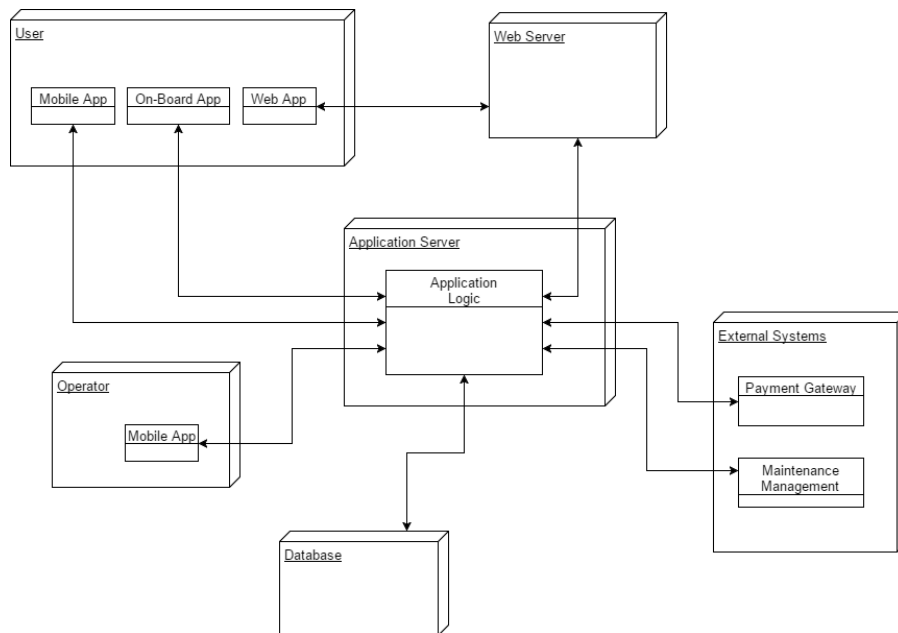 User
Mobile App
On-Board App
Web App
Web Server
Application Server
Application
Logic
External Systems
Payment Gateway
Maintenance
Management
Operator
Mobile App
Database